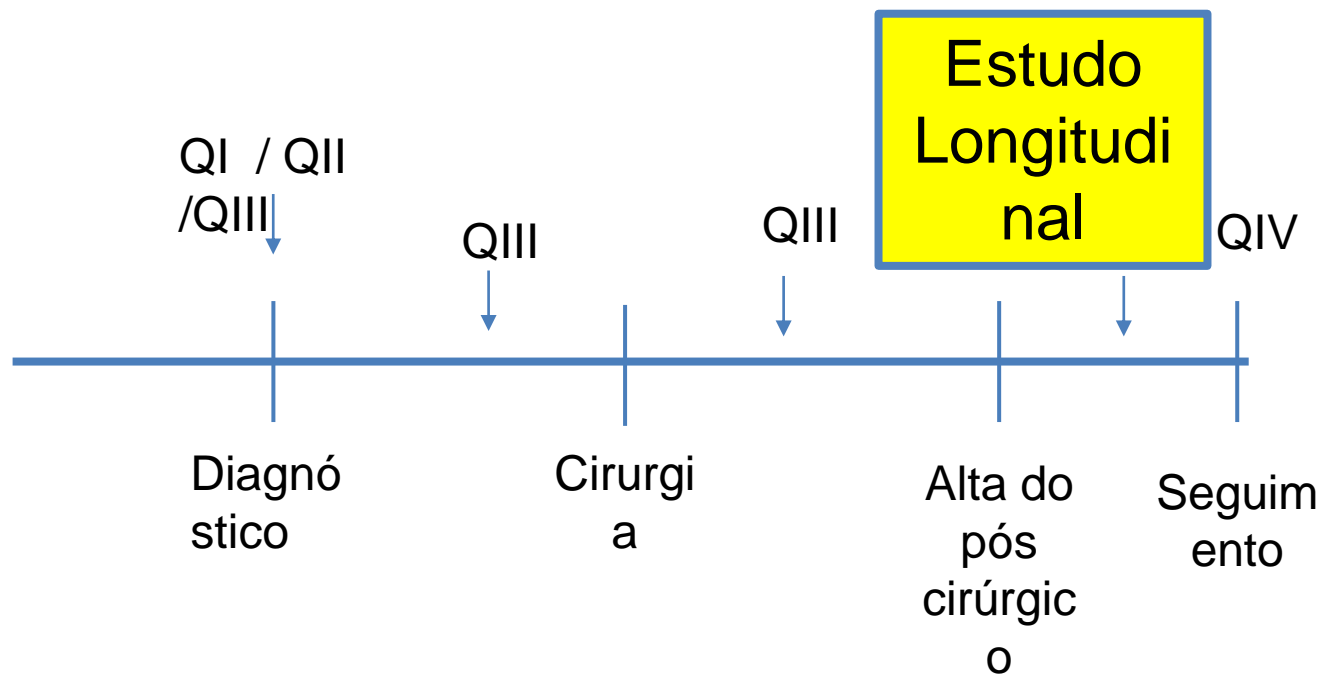 Estudo
Longitudi
nal
QI / QII
/QIII
QIII
QIII
QIV
Diagnó
stico
Cirurgi
a
Alta do
pós
cirúrgic
o
Seguim
ento